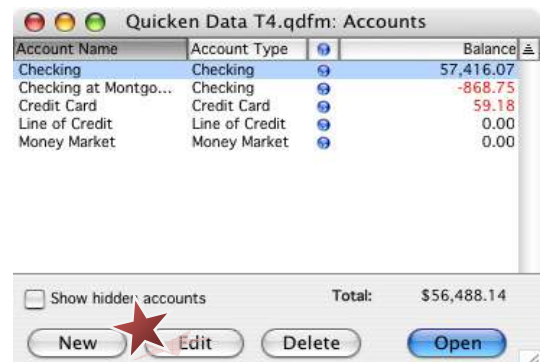 Quicken Data T4.qdfm: Accounts
Account Name Account Type Balance
Checking Checking 57,416.07
Checking at Montgo... Checking -868.75
Credit Card Credit Card 59.18
Line of Credit Line of Credit 0.00
Money Market Money Market 0.00
Show hidden accounts Total: $56,488.14
New Edit Delete Open